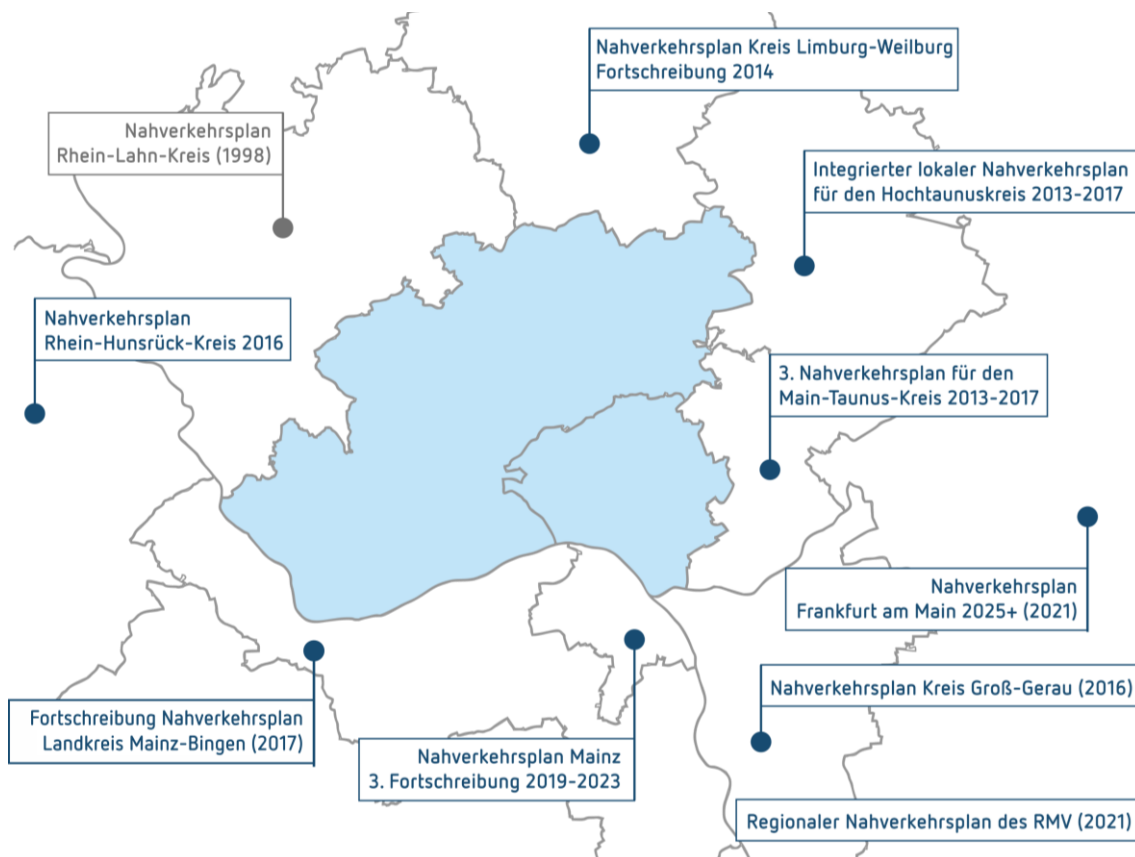 Nahverkehrsplan Kreis Limburg-Weilburg
Fortschreibung 2014
Nahverkehrsplan
Rhein-Lahn-Kreis (1998)
Integrierter lokaler Nahverkehrsplan
für den Hochtaunuskreis 2013-2017
Nahverkehrsplan
Rhein-Hunsrück-Kreis 2016
3. Nahverkehrsplan für den
Main-Taunus-Kreis 2013-2017
Nahverkehrsplan
Frankfurt am Main 2025+ (2021)
Nahverkehrsplan Kreis Groß-Gerau (2016)
Fortschreibung Nahverkehrsplan
Landkreis Mainz-Bingen (2017)
Nahverkehrsplan Mainz
3. Fortschreibung 2019-2023
Regionaler Nahverkehrsplan des RMV (2021)